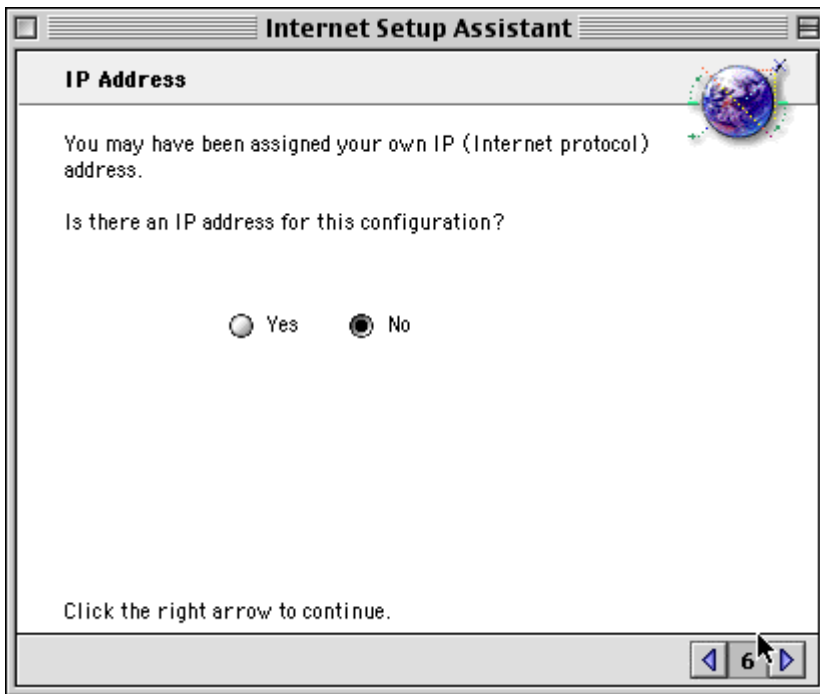 Internet Setup Assistant
IP Address
You may have been assigned your own IP (Internet protocol)
address.
Is there an IP address for this configuration?
Yes No
Click the right arrow to continue.
6